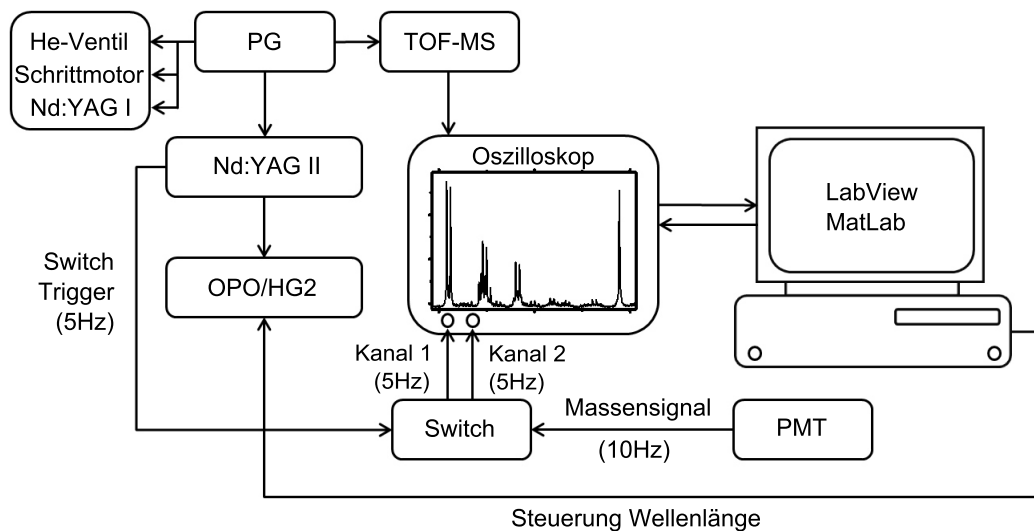 He-Ventil
Schrittmotor
Nd:YAG I
PG
TOF-MS
Nd:YAG II
Oszilloskop
LabView
MatLab
Switch
Trigger
(5Hz)
OPO/HG2
Kanal 1
(5Hz)
Kanal 2
(5Hz)
Switch
Massensignal
(10Hz)
PMT
Steuerung Wellenlänge